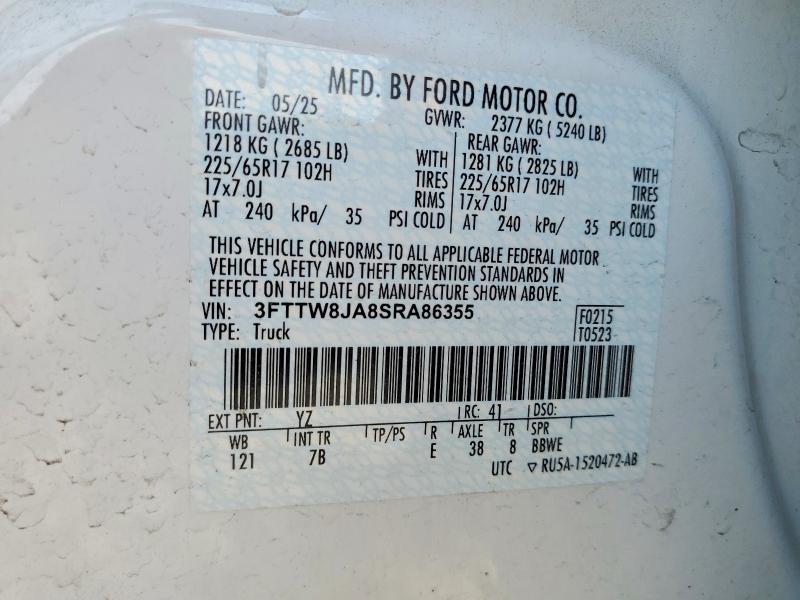 MFD. BY FORD MOTOR CO.
DATE: 05/25 GVWR: 2377 KG ( 5240 LB)
FRONT GAWR: REAR GAWR:
1218 KG ( 2685 LB) WITH 1281 KG ( 2825 LB) WITH
225/65R17 102H TIRES 225/65R17 102H TIRES
17x7.0J RIMS 17x7.0J RIMS
AT 240 kPa/ 35 PSI COLD AT 240 kPa/ 35 PSI COLD
THIS VEHICLE CONFORMS TO ALL APPLICABLE FEDERAL MOTOR
VEHICLE SAFETY AND THEFT PREVENTION STANDARDS IN
EFFECT ON THE DATE OF MANUFACTURE SHOWN ABOVE.
VIN: 3FTTW8JA8SRA86355 F0215
TYPE: Truck T0523
EXT PNT: YZ RC: 41 DSO:
WB INT TR TP/PS R AXLE TR SPR
121 7B E 38 8 BBWE
UTC ▽ RU5A-1520472-AB